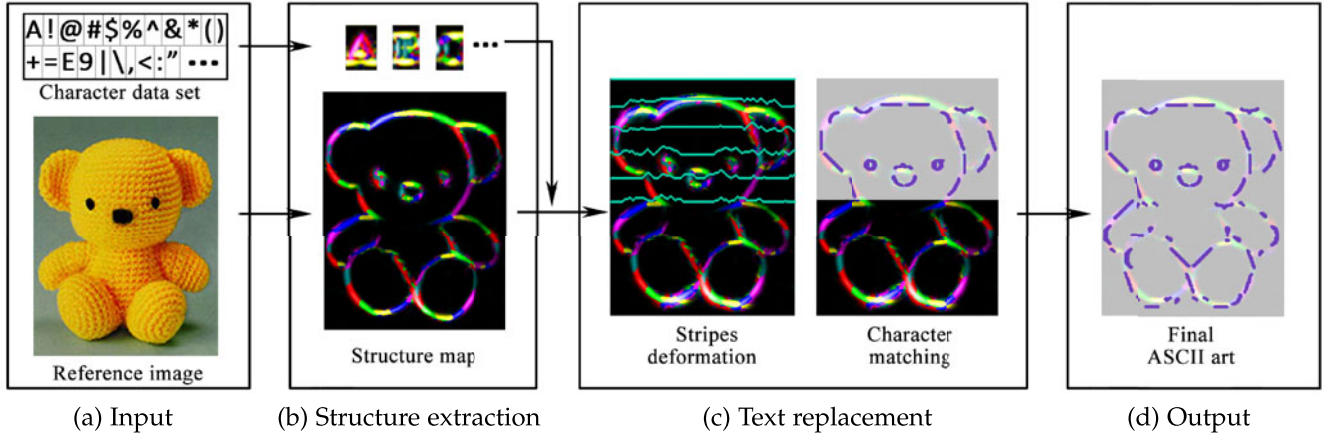 A!@#$%^&*()
+=E9|\,<:” •••
Character data set
Reference image
(a) Input
•••
Structure map
(b) Structure extraction
Stripes
deformation
Character
matching
(c) Text replacement
Final
ASCII art
(d) Output